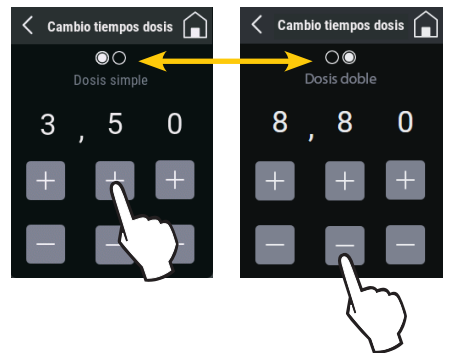 Cambio tiempos dosis
Dosis simple
3 , 5 0
+ + +
− − −
Cambio tiempos dosis
Dosis doble
8 , 8 0
+ + +
− − −